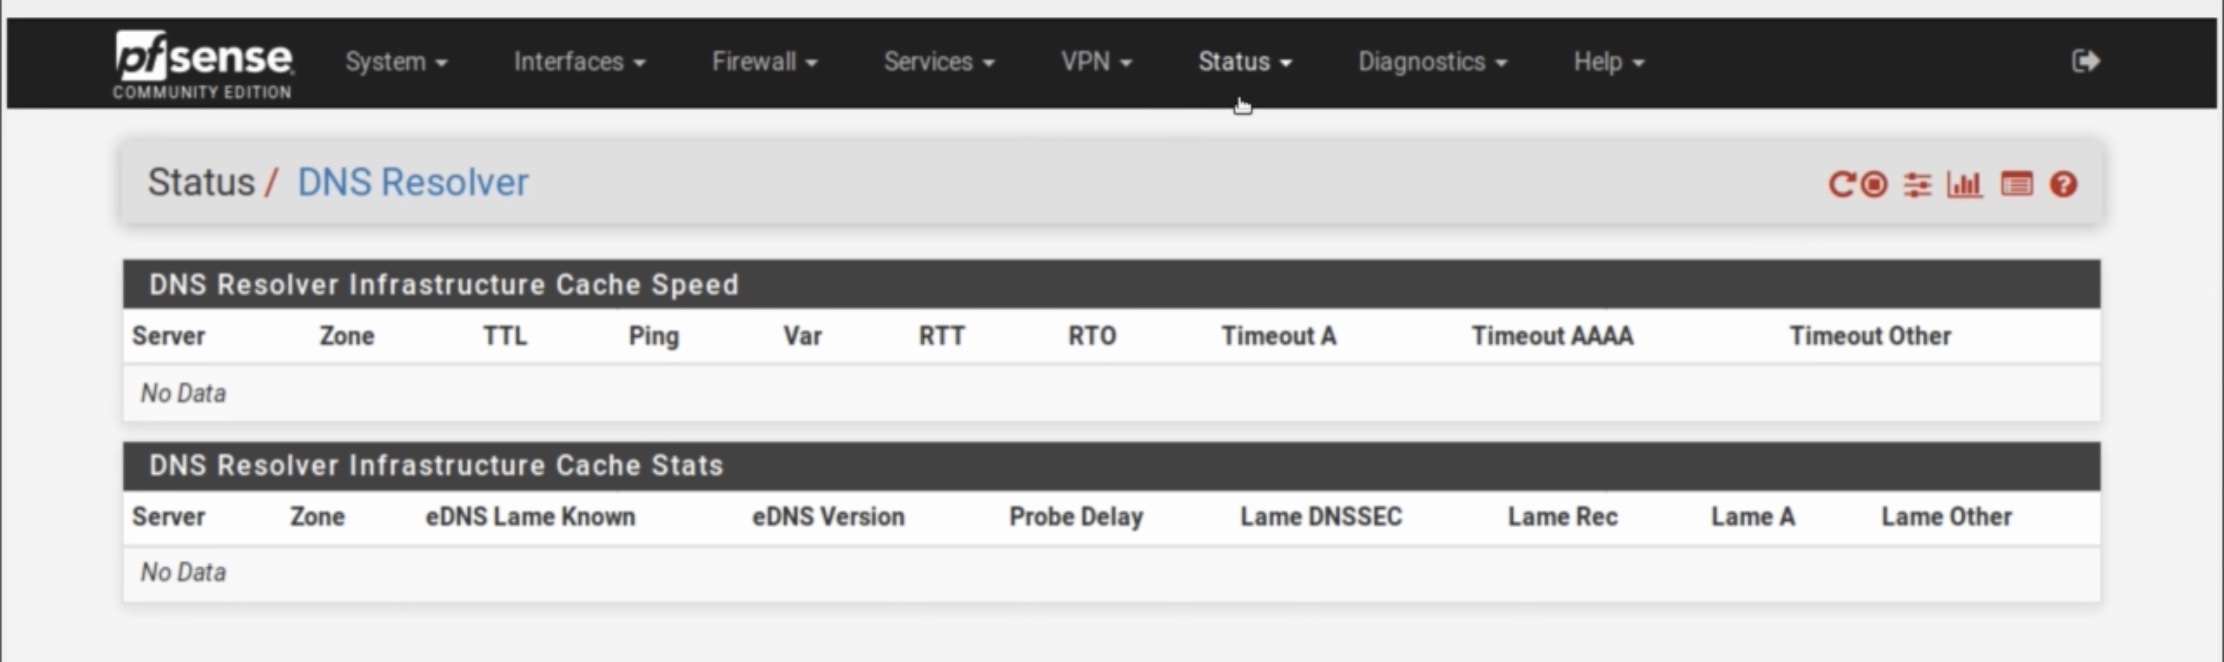 pfsense
COMMUNITY EDITION
System Interfaces Firewall Services VPN Status Diagnostics Help
Status / DNS Resolver
DNS Resolver Infrastructure Cache Speed
Server Zone TTL Ping Var RTT RTO Timeout A Timeout AAAA Timeout Other
No Data
DNS Resolver Infrastructure Cache Stats
Server Zone eDNS Lame Known eDNS Version Probe Delay Lame DNSSEC Lame Rec Lame A Lame Other
No Data